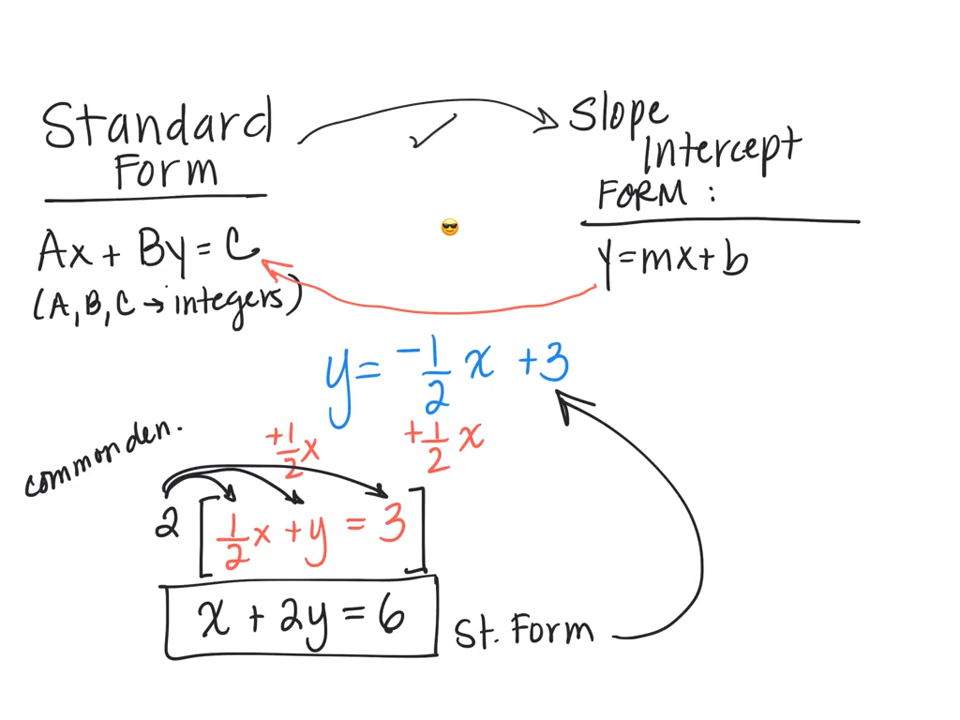 Standard
Form
Ax + By = C
(A, B, C → integers)
Slope
Intercept
FORM :
y = mx + b
y = -1/2 x + 3
+1/2 x +1/2 x
common den.
2 [1/2 x + y = 3]
x + 2y = 6
St. Form